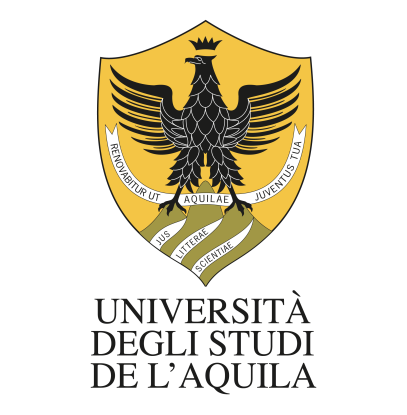 RENOVABITUR UT AQUILAE JUVENTUS TUA
JUS
LITTERAE
SCIENTIAE
UNIVERSITÀ
DEGLI STUDI
DE L'AQUILA